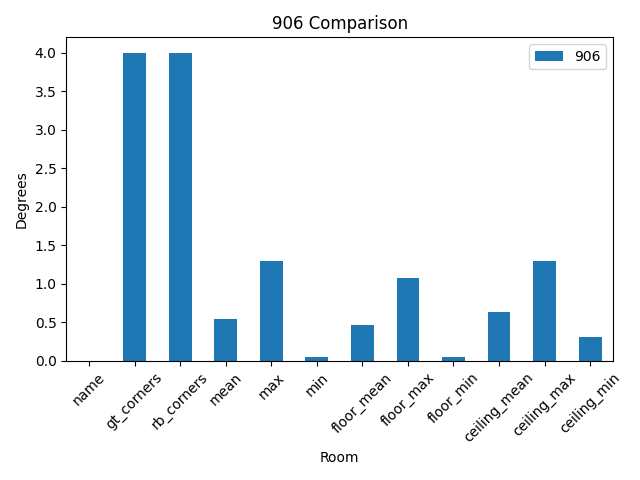 906 Comparison
906
Degrees
4.0
3.5
3.0
2.5
2.0
1.5
1.0
0.5
0.0
name
gt_corners
rb_corners
mean
max
min
floor_mean
floor_max
floor_min
ceiling_mean
ceiling_max
ceiling_min
Room